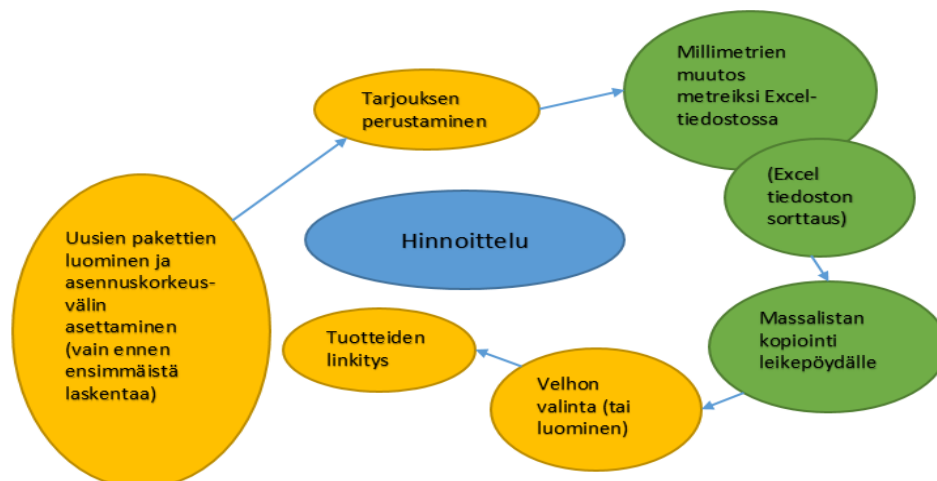 Uusien pakettien
luominen ja
asennuskorkeus-
välin
asettaminen
(vain ennen
ensimmäistä
laskentaa)
Tarjouksen
perustaminen
Millimetrien
muutos
metreiksi Excel-
tiedostossa
(Excel
tiedoston
sorttaus)
Massalistan
kopiointi
leikepöydälle
Velhon
valinta (tai
luominen)
Tuotteiden
linkitys
Hinnoittelu